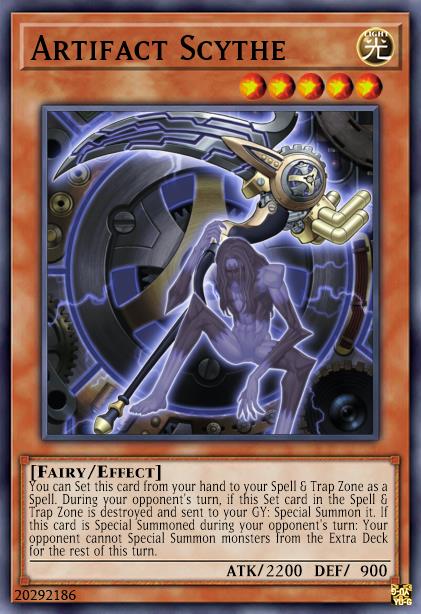 ARTIFACT SCYTHE
LIGHT
光
[FAIRY/EFFECT]
You can Set this card from your hand to your Spell & Trap Zone as a
Spell. During your opponent's turn, if this Set card in the Spell &
Trap Zone is destroyed and sent to your GY: Special Summon it. If
this card is Special Summoned during your opponent's turn: Your
opponent cannot Special Summon monsters from the Extra Deck
for the rest of this turn.
ATK/2200 DEF/ 900
20292186